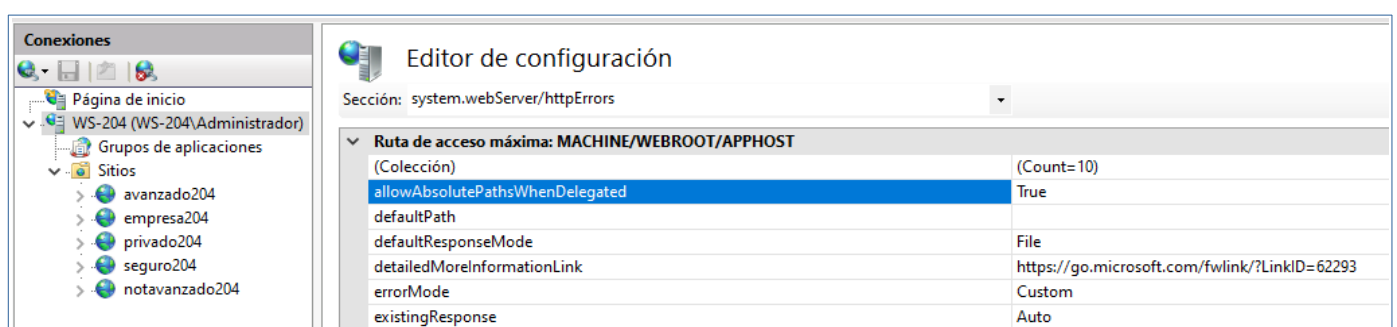 Conexiones
Página de inicio
WS-204 (WS-204\Administrador)
Grupos de aplicaciones
Sitios
avanzado204
empresa204
privado204
seguro204
notavanzado204
Editor de configuración
Sección: system.webServer/httpErrors
Ruta de acceso máxima: MACHINE/WEBROOT/APPHOST
(Colección) (Count=10)
allowAbsolutePathsWhenDelegated True
defaultPath
defaultResponseMode File
detailedMoreInformationLink https://go.microsoft.com/fwlink/?LinkID=62293
errorMode Custom
existingResponse Auto